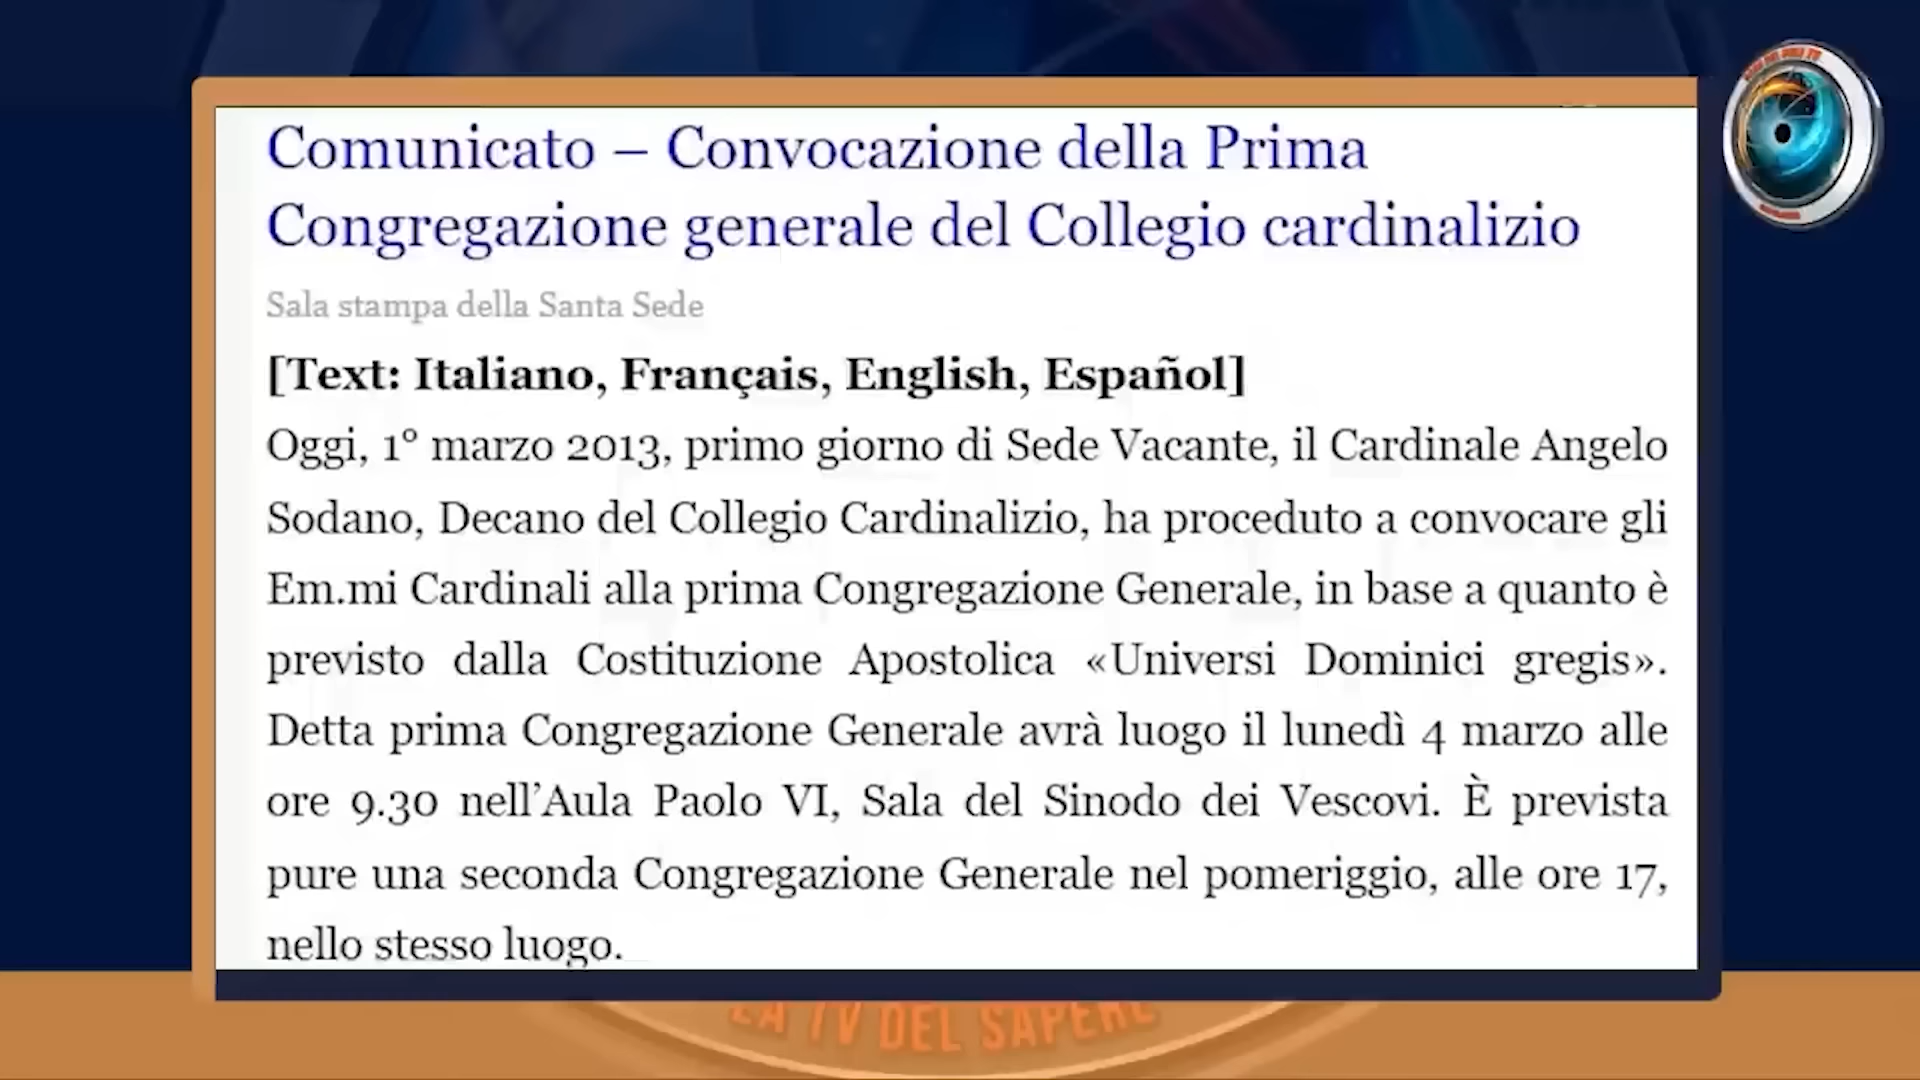 Comunicato – Convocazione della Prima
Congregazione generale del Collegio cardinalizio
Sala stampa della Santa Sede
[Text: Italiano, Français, English, Español]
Oggi, 1° marzo 2013, primo giorno di Sede Vacante, il Cardinale Angelo
Sodano, Decano del Collegio Cardinalizio, ha proceduto a convocare gli
Em.mi Cardinali alla prima Congregazione Generale, in base a quanto è
previsto dalla Costituzione Apostolica «Universi Dominici gregis».
Detta prima Congregazione Generale avrà luogo il lunedì 4 marzo alle
ore 9.30 nell’Aula Paolo VI, Sala del Sinodo dei Vescovi. È prevista
pure una seconda Congregazione Generale nel pomeriggio, alle ore 17,
nello stesso luogo.
LA TV DEL SAPERE